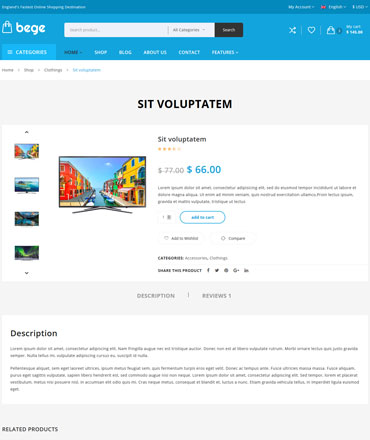 England's Fastest Online Shopping Destination
My Account
English
$ USD
bege
Search product...
All Categories
Search
My cart
$ 145.00
CATEGORIES
HOME
SHOP
BLOG
ABOUT US
CONTACT
FEATURES
Home
Shop
Clothings
Sit voluptatem
SIT VOLUPTATEM
Sit voluptatem
$ 77.00 $ 66.00
Lorem ipsum dolor sit amet, consectetur adipiscing elit, sed do eiusmod tempor incididunt ut labore et
dolore magna aliqua. Ut enim ad minim veniam, quis nostrud exercitation ullamco,Proin lectus ipsum,
gravida et mattis vulputate, tristique ut lectus
1
add to cart
Add to Wishlist
Compare
CATEGORIES: Accessories, Clothings
SHARE THIS PRODUCT
DESCRIPTION
REVIEWS 1
Description
Lorem ipsum dolor sit amet, consectetur adipiscing elit. Nam fringilla augue nec est tristique auctor. Donec non est at libero vulputate rutrum. Morbi ornare lectus quis justo gravida
semper. Nulla tellus mi, vulputate adipiscing cursus eu, suscipit id nulla.
Pellentesque aliquet, sem eget laoreet ultrices, ipsum metus feugiat sem, quis fermentum turpis eros eget velit. Donec ac tempus ante. Fusce ultricies massa massa. Fusce aliquam,
purus eget sagittis vulputate, sapien libero hendrerit est, sed commodo augue nisi non neque. Lorem ipsum dolor sit amet, consectetur adipiscing elit. Sed tempor, lorem et placerat
vestibulum, metus nisi posuere nisl, in accumsan elit odio quis mi. Cras neque metus, consequat et blandit et, luctus a nunc. Etiam gravida vehicula tellus, in imperdiet ligula euismod
eget.
RELATED PRODUCTS